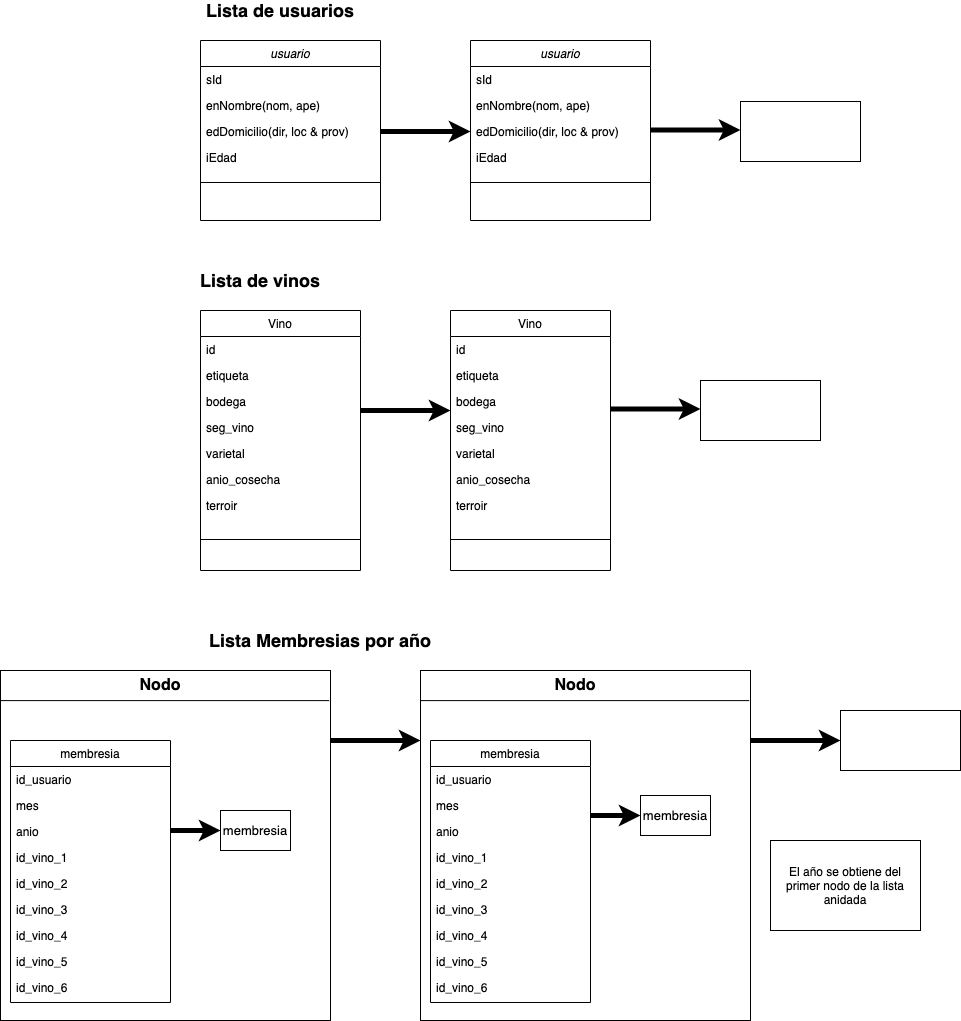 Lista de usuarios
usuario
sId
enNombre(nom, ape)
edDomicilio(dir, loc & prov)
iEdad
usuario
sId
enNombre(nom, ape)
edDomicilio(dir, loc & prov)
iEdad
Lista de vinos
Vino
id
etiqueta
bodega
seg_vino
varietal
anio_cosecha
terroir
Vino
id
etiqueta
bodega
seg_vino
varietal
anio_cosecha
terroir
Lista Membresias por año
Nodo
membresia
id_usuario
mes
anio
id_vino_1
id_vino_2
id_vino_3
id_vino_4
id_vino_5
id_vino_6
membresia
Nodo
membresia
id_usuario
mes
anio
id_vino_1
id_vino_2
id_vino_3
id_vino_4
id_vino_5
id_vino_6
membresia
El año se obtiene del
primer nodo de la lista
anidada